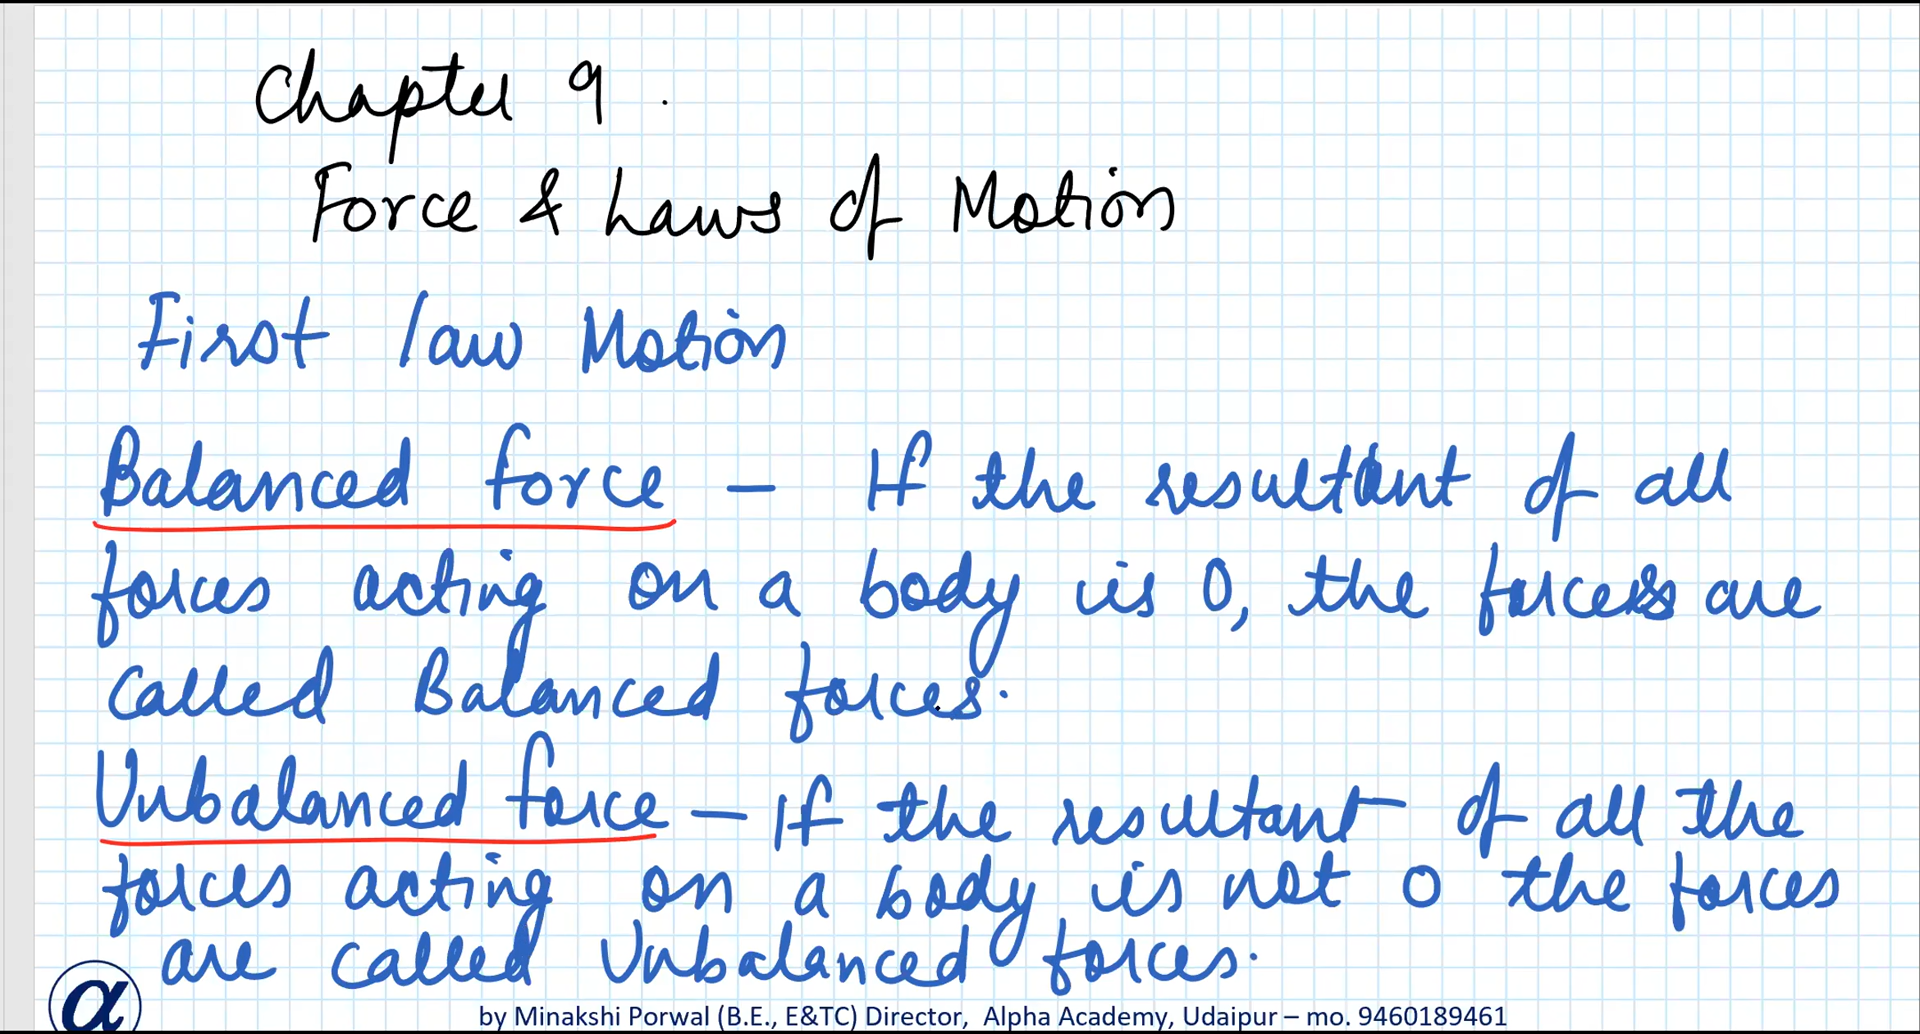 Chapter 9.
Force & Laws of Motion
First law Motion
Balanced force - If the resultant of all
forces acting on a body is 0, the forces are
called Balanced forces.
Unbalanced force - If the resultant of all the
forces acting on a body is not 0 the forces
are called Unbalanced forces.
α
by Minakshi Porwal (B.E., E&TC) Director, Alpha Academy, Udaipur – mo. 9460189461